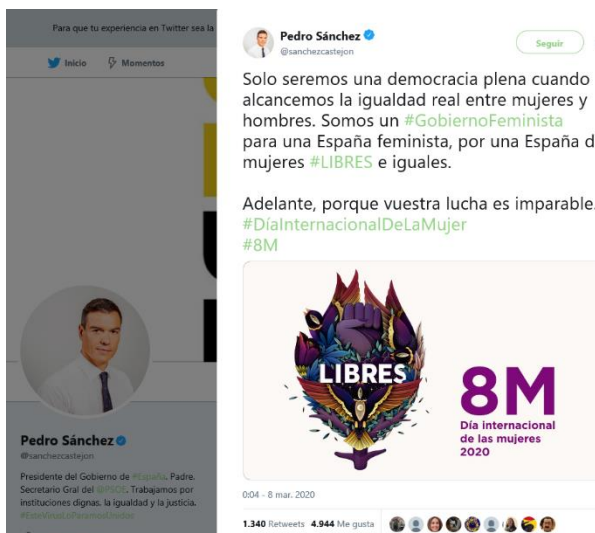 Para que tu experiencia en Twitter sea la
Inicio
Momentos
Pedro Sánchez
@sanchezcastejon
Presidente del Gobierno de #España. Padre.
Secretario Gral del @PSOE. Trabajamos por
instituciones dignas, la igualdad y la justicia.
#EsteVirusLoParamosUnidos
Pedro Sánchez
@sanchezcastejon
Seguir
Solo seremos una democracia plena cuando
alcancemos la igualdad real entre mujeres y
hombres. Somos un #GobiernoFeminista
para una España feminista, por una España d
mujeres #LIBRES e iguales.
Adelante, porque vuestra lucha es imparable.
#DíaInternacionalDeLaMujer
#8M
LIBRES
8M
Día internacional
de las mujeres
2020
0:04 - 8 mar. 2020
1.340 Retweets 4.944 Me gusta